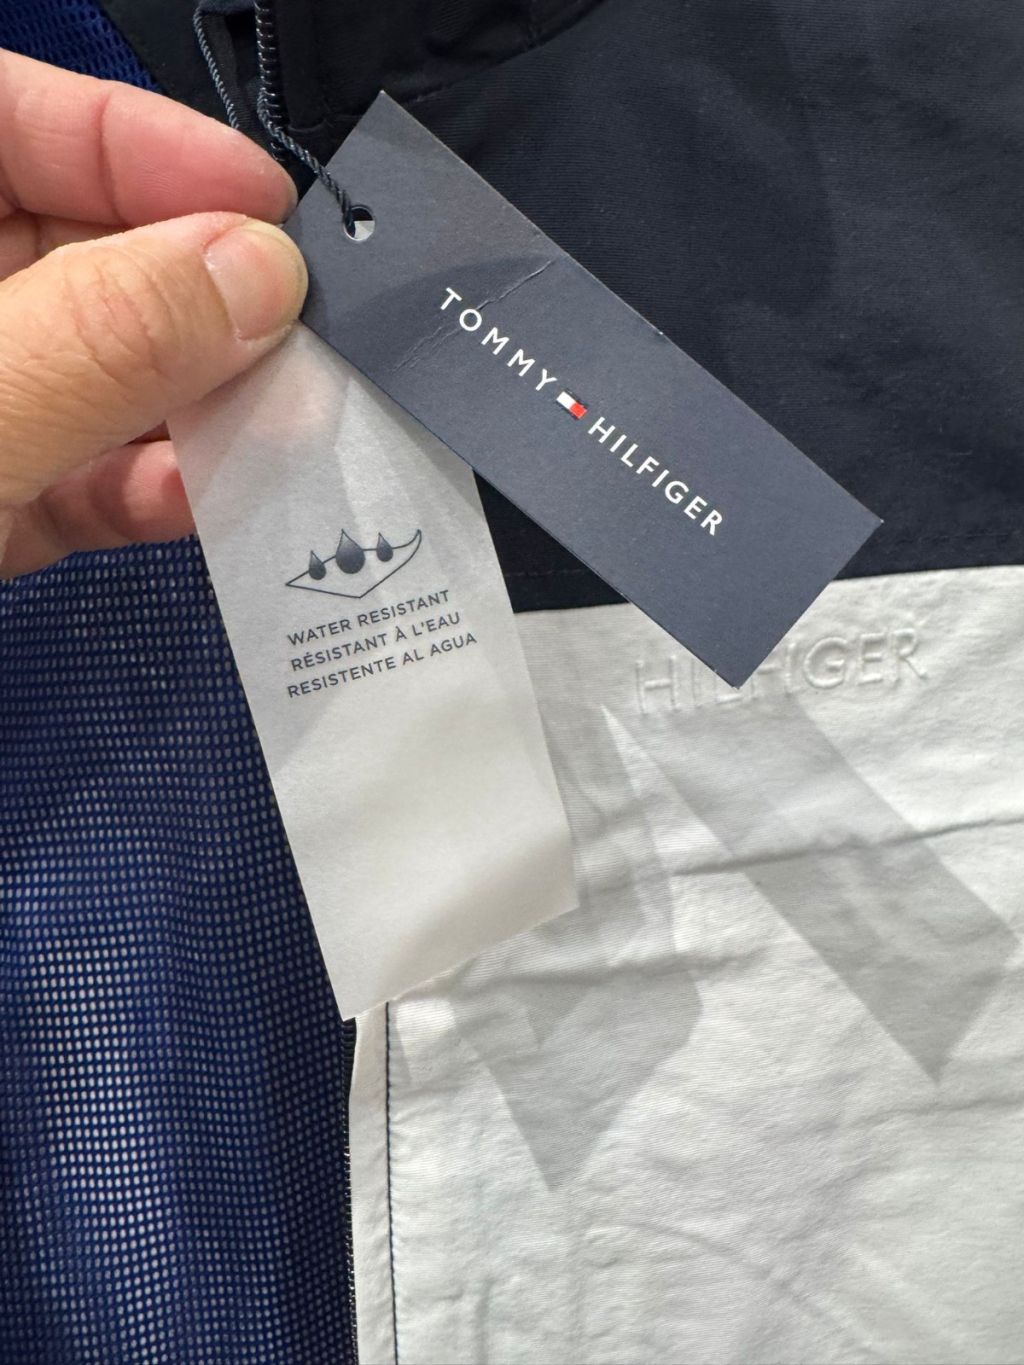 TOMMY HILFIGER
WATER RESISTANT
RÉSISTANT À L'EAU
RESISTENTE AL AGUA
HILFIGER